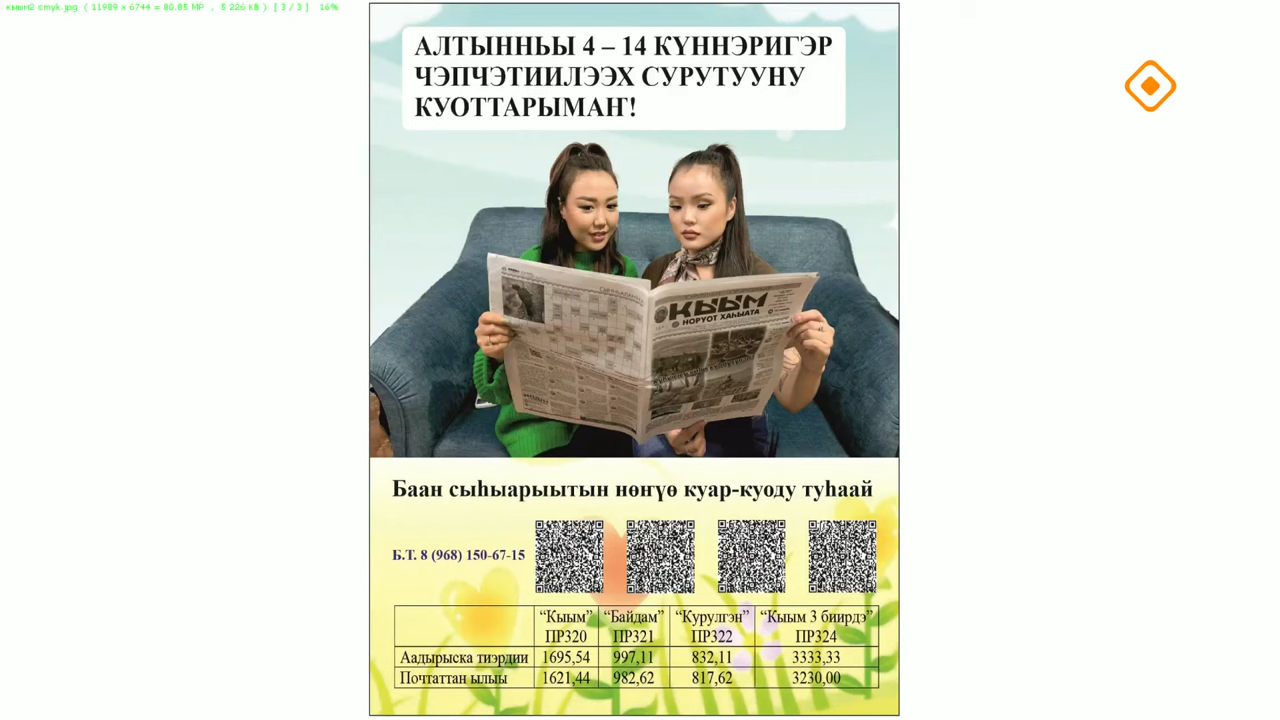 кыым2 cmyk.jpg ( 11989 x 6744 = 80.85 MP , 5 226 KB ) [ 3 / 3 ] 16%
АЛТЫННЬЫ 4 – 14 КҮННЭРИГЭР
ЧЭПЧЭТИИЛЭЭХ СУРУТУУНУ
КУОТТАРЫМАҤ!
КЫЫМ
НОРУОТ ХАҺЫАТА
Баан сыһыарыытын нөҥүө куар-куоду туһаай
Б.Т. 8 (968) 150-67-15
“Кыым” “Байдам” “Курулгэн” “Кыым 3 биирдэ”
ПР320 ПР321 ПР322 ПР324
Аадырыска тиэрдии 1695,54 997,11 832,11 3333,33
Почтаттан ылыы 1621,44 982,62 817,62 3230,00